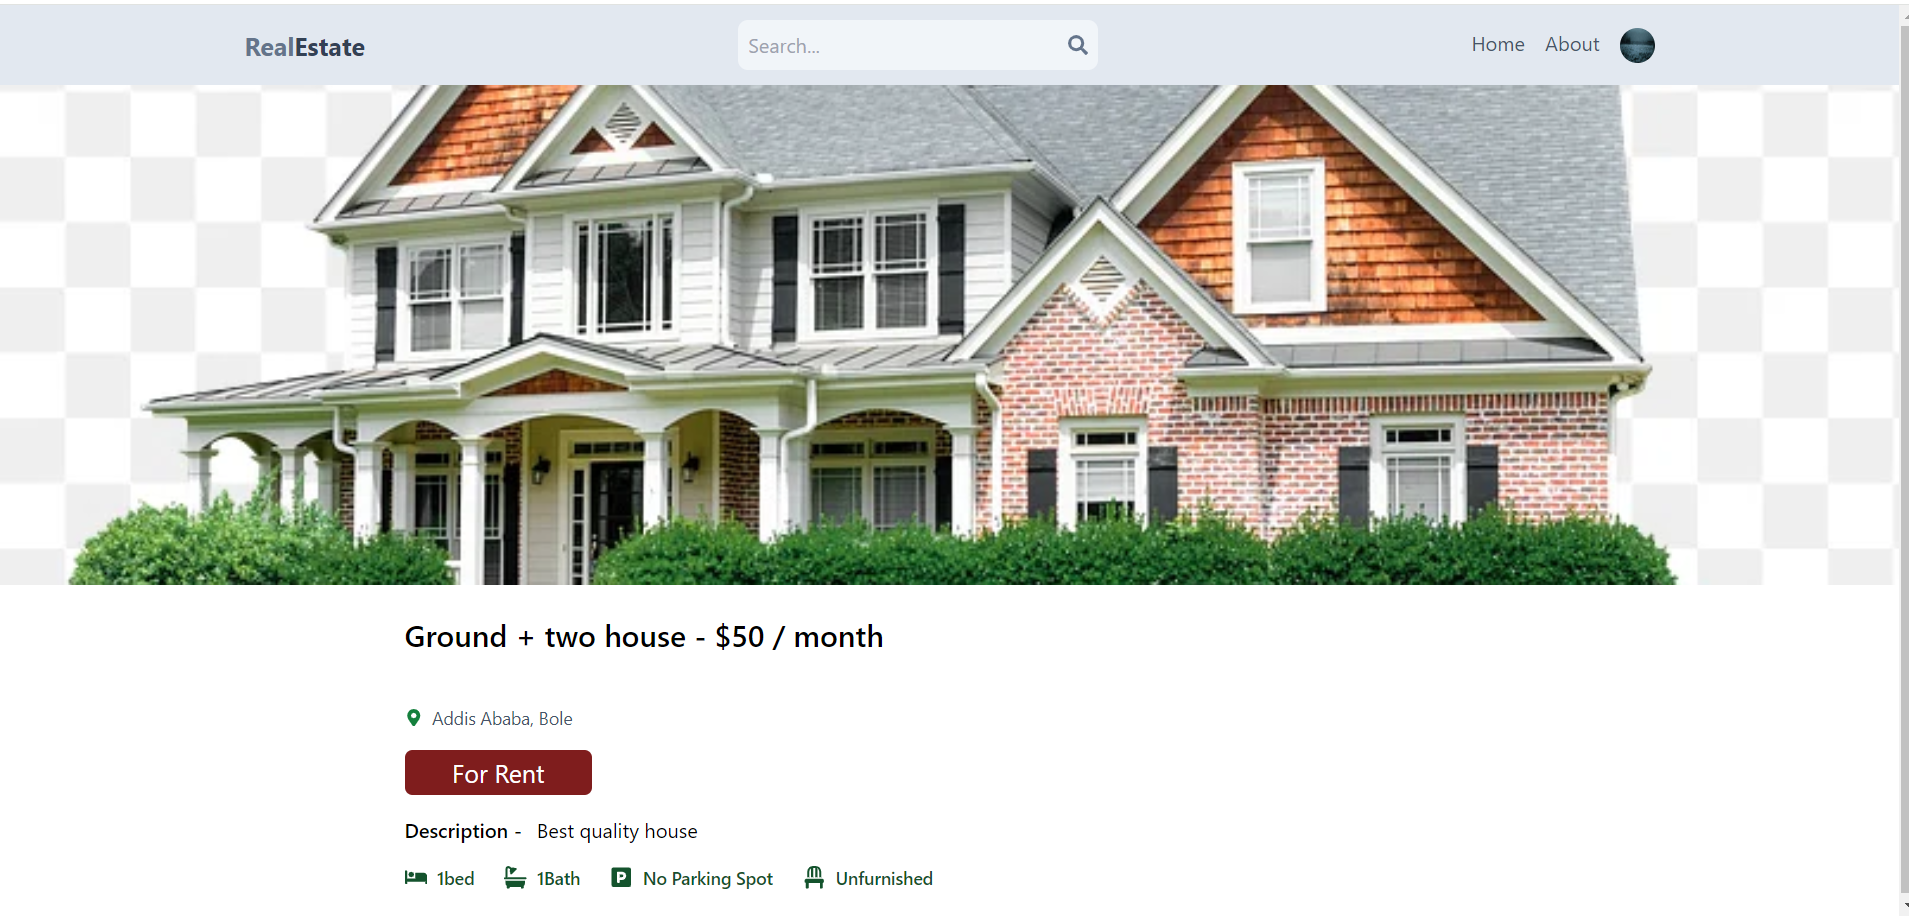 RealEstate
Search...
Home About
Ground + two house - $50 / month
Addis Ababa, Bole
For Rent
Description - Best quality house
1bed 1Bath P No Parking Spot Unfurnished